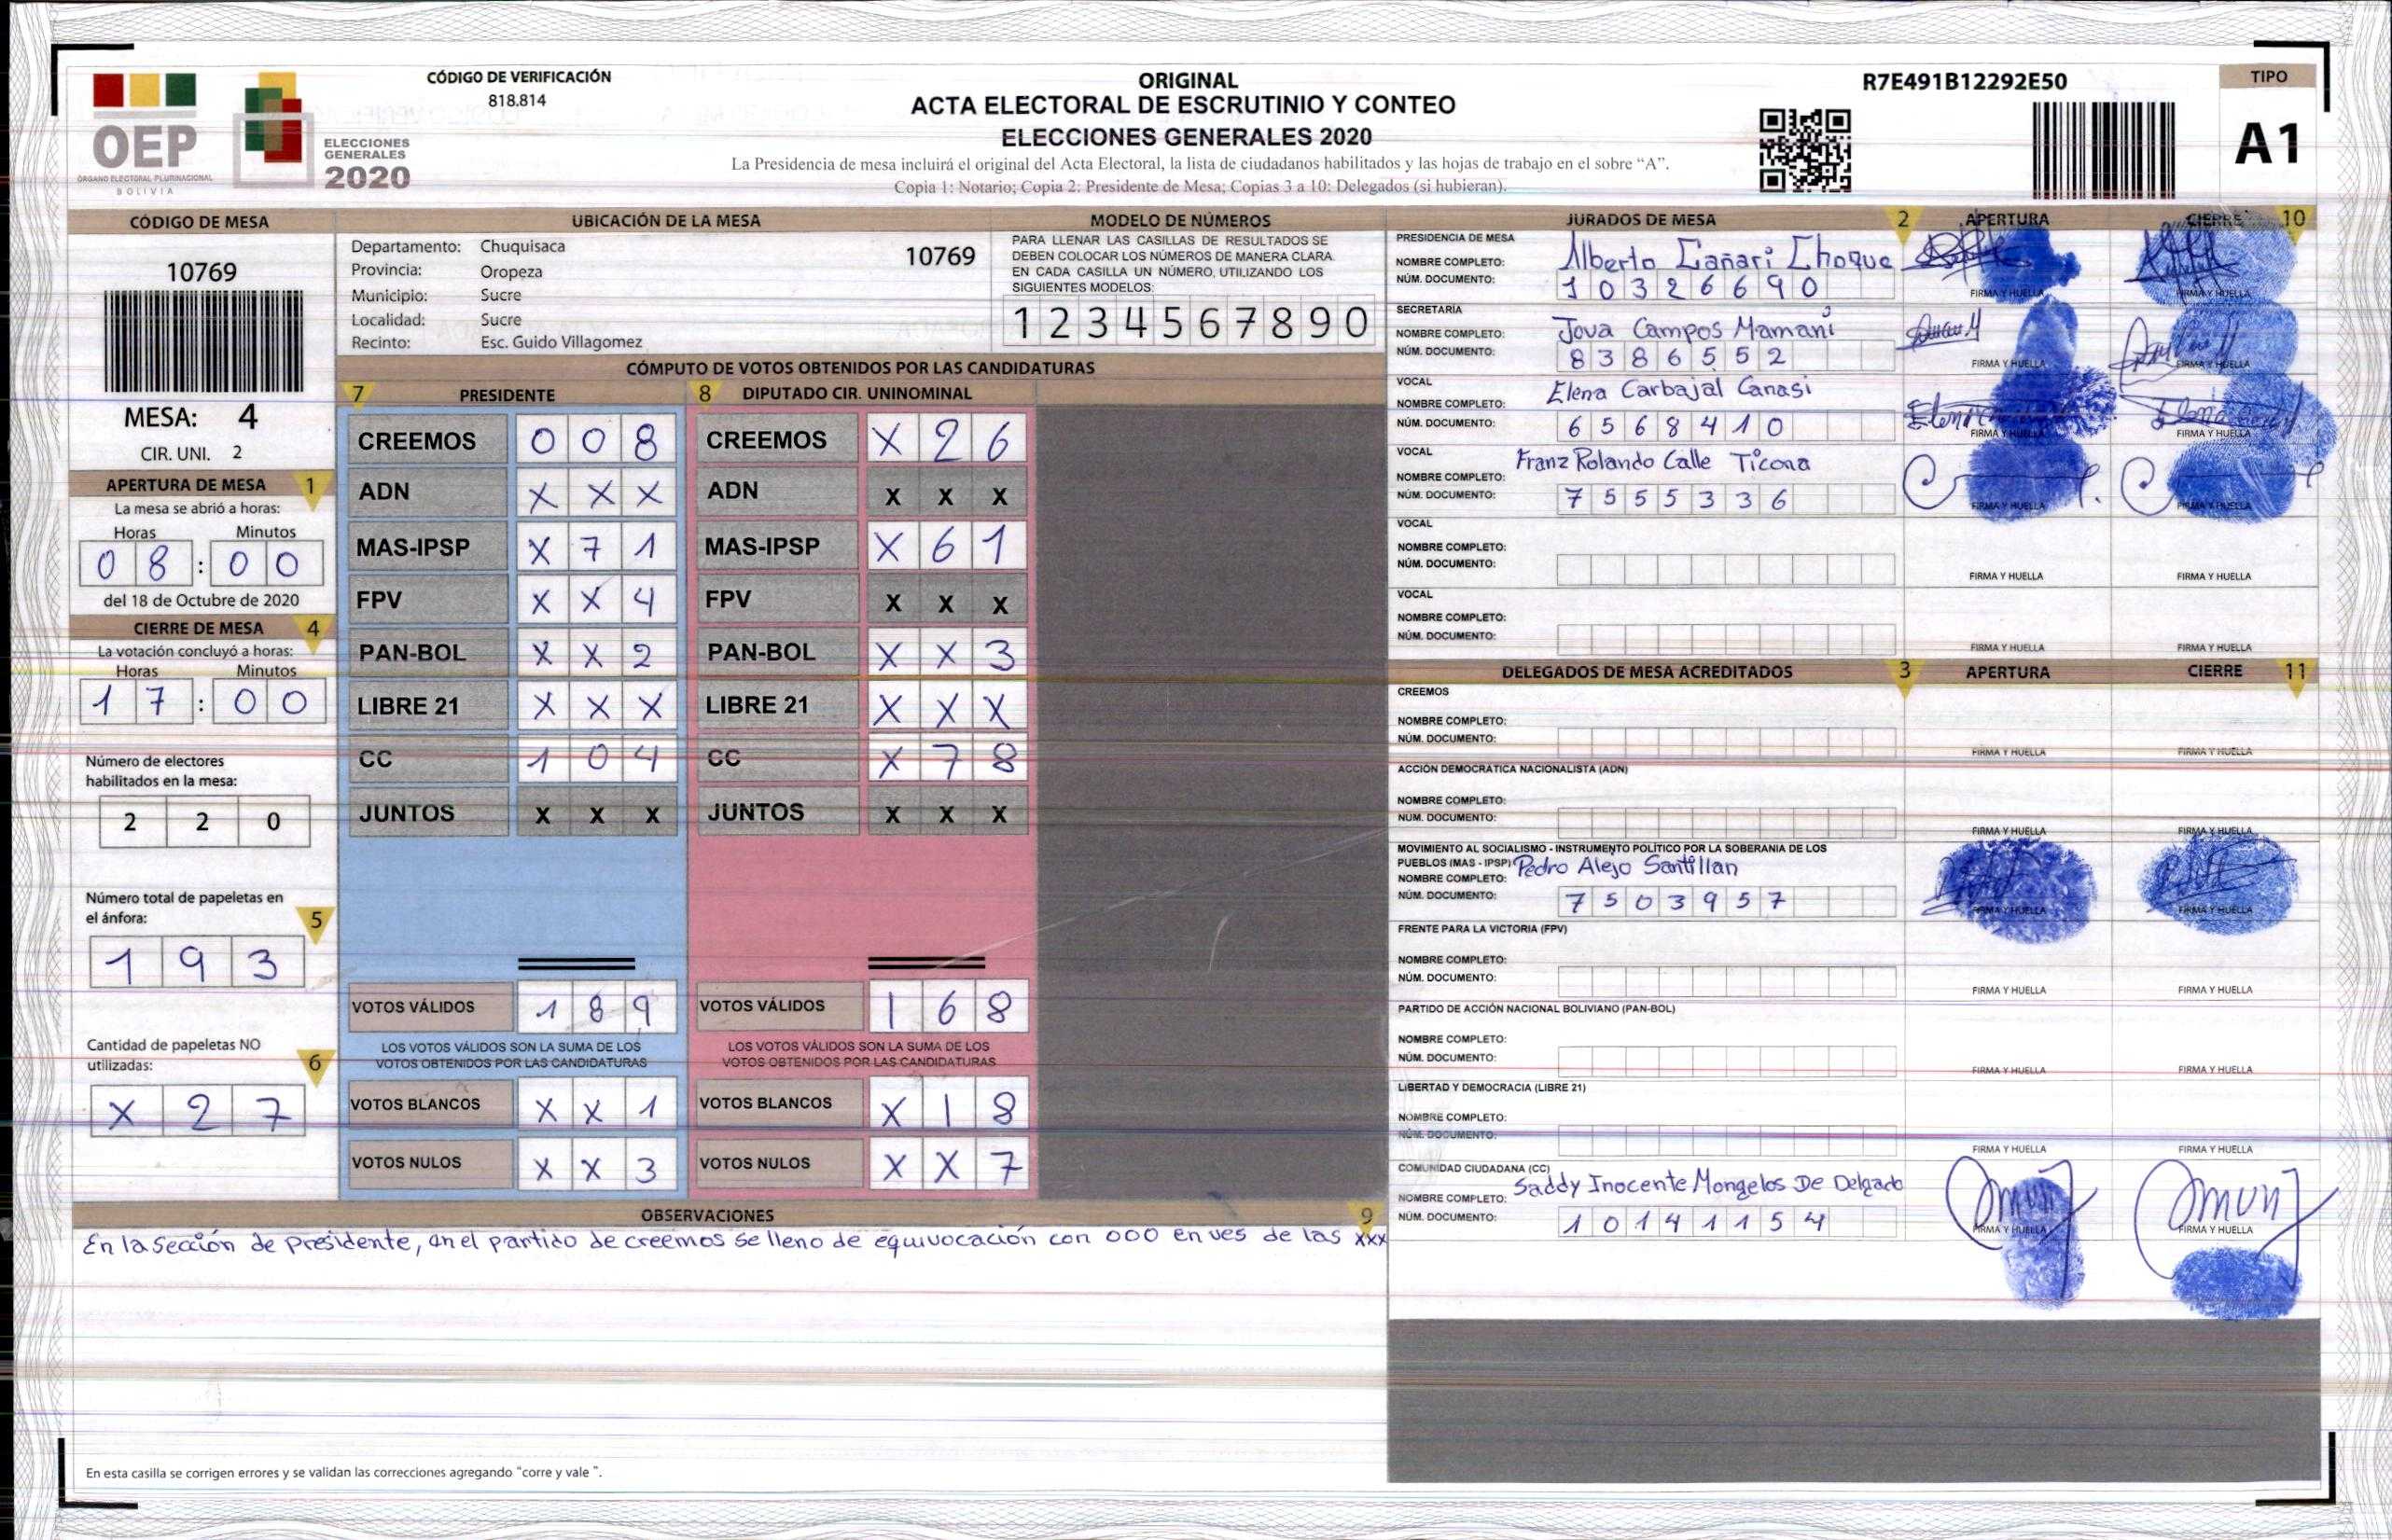 CÓDIGO DE VERIFICACIÓN
818.814
OEP
ÓRGANO ELECTORAL PLURINACIONAL
BOLIVIA
ELECCIONES
GENERALES
2020
ORIGINAL
ACTA ELECTORAL DE ESCRUTINIO Y CONTEO
ELECCIONES GENERALES 2020
La Presidencia de mesa incluirá el original del Acta Electoral, la lista de ciudadanos habilitados y las hojas de trabajo en el sobre “A”.
Copia 1: Notario; Copia 2: Presidente de Mesa; Copias 3 a 10: Delegados (si hubieran).
R7E491B12292E50
TIPO
A1
CÓDIGO DE MESA
10769
MESA: 4
CIR. UNI. 2
APERTURA DE MESA 1
La mesa se abrió a horas:
Horas Minutos
0 8 : 0 0
del 18 de Octubre de 2020
CIERRE DE MESA 4
La votación concluyó a horas:
Horas Minutos
1 7 : 0 0
Número de electores
habilitados en la mesa:
2 2 0
Número total de papeletas en
el ánfora: 5
1 9 3
Cantidad de papeletas NO
utilizadas: 6
X 2 7
UBICACIÓN DE LA MESA
Departamento: Chuquisaca 10769
Provincia: Oropeza
Municipio: Sucre
Localidad: Sucre
Recinto: Esc. Guido Villagomez
MODELO DE NÚMEROS
PARA LLENAR LAS CASILLAS DE RESULTADOS SE
DEBEN COLOCAR LOS NÚMEROS DE MANERA CLARA.
EN CADA CASILLA UN NÚMERO, UTILIZANDO LOS
SIGUIENTES MODELOS:
1 2 3 4 5 6 7 8 9 0
CÓMPUTO DE VOTOS OBTENIDOS POR LAS CANDIDATURAS
7 PRESIDENTE
CREEMOS 0 0 8
ADN X X X
MAS-IPSP X 7 1
FPV X X 4
PAN-BOL X X 2
LIBRE 21 X X X
CC 1 0 4
JUNTOS X X X
VOTOS VÁLIDOS 1 8 9
LOS VOTOS VÁLIDOS SON LA SUMA DE LOS
VOTOS OBTENIDOS POR LAS CANDIDATURAS
VOTOS BLANCOS X X 1
VOTOS NULOS X X 3
8 DIPUTADO CIR. UNINOMINAL
CREEMOS X 2 6
ADN X X X
MAS-IPSP X 6 1
FPV X X X
PAN-BOL X X 3
LIBRE 21 X X X
CC X 7 8
JUNTOS X X X
VOTOS VÁLIDOS 1 6 8
LOS VOTOS VÁLIDOS SON LA SUMA DE LOS
VOTOS OBTENIDOS POR LAS CANDIDATURAS
VOTOS BLANCOS X 1 8
VOTOS NULOS X X 7
OBSERVACIONES 9
En la Sección de Presidente, en el partido de creemos se lleno de equivocación con 000 en ves de las xxx
En esta casilla se corrigen errores y se validan las correcciones agregando “corre y vale ”.
JURADOS DE MESA 2 APERTURA CIERRE 10
PRESIDENCIA DE MESA
NOMBRE COMPLETO: Alberto Cañari Choque
NÚM. DOCUMENTO: 1 0 3 2 6 6 9 0
FIRMA Y HUELLA FIRMA Y HUELLA
SECRETARÍA
NOMBRE COMPLETO: Jova Campos Mamani
NÚM. DOCUMENTO: 8 3 8 6 5 5 2
FIRMA Y HUELLA FIRMA Y HUELLA
VOCAL
NOMBRE COMPLETO: Elena Carbajal Canasi
NÚM. DOCUMENTO: 6 5 6 8 4 1 0
FIRMA Y HUELLA FIRMA Y HUELLA
VOCAL
NOMBRE COMPLETO: Franz Rolando Calle Ticona
NÚM. DOCUMENTO: 7 5 5 5 3 3 6
FIRMA Y HUELLA FIRMA Y HUELLA
VOCAL
NOMBRE COMPLETO:
NÚM. DOCUMENTO:
FIRMA Y HUELLA FIRMA Y HUELLA
VOCAL
NOMBRE COMPLETO:
NÚM. DOCUMENTO:
FIRMA Y HUELLA FIRMA Y HUELLA
DELEGADOS DE MESA ACREDITADOS 3 APERTURA CIERRE 11
CREEMOS
NOMBRE COMPLETO:
NÚM. DOCUMENTO:
FIRMA Y HUELLA FIRMA Y HUELLA
ACCIÓN DEMOCRÁTICA NACIONALISTA (ADN)
NOMBRE COMPLETO:
NÚM. DOCUMENTO:
FIRMA Y HUELLA FIRMA Y HUELLA
MOVIMIENTO AL SOCIALISMO - INSTRUMENTO POLÍTICO POR LA SOBERANIA DE LOS
PUEBLOS (MAS - IPSP)
NOMBRE COMPLETO: Pedro Alejo Santillan
NÚM. DOCUMENTO: 7 5 0 3 9 5 7
FIRMA Y HUELLA FIRMA Y HUELLA
FRENTE PARA LA VICTORIA (FPV)
NOMBRE COMPLETO:
NÚM. DOCUMENTO:
FIRMA Y HUELLA FIRMA Y HUELLA
PARTIDO DE ACCIÓN NACIONAL BOLIVIANO (PAN-BOL)
NOMBRE COMPLETO:
NÚM. DOCUMENTO:
FIRMA Y HUELLA FIRMA Y HUELLA
LIBERTAD Y DEMOCRACIA (LIBRE 21)
NOMBRE COMPLETO:
NÚM. DOCUMENTO:
FIRMA Y HUELLA FIRMA Y HUELLA
COMUNIDAD CIUDADANA (CC)
NOMBRE COMPLETO: Saddy Inocente Mongelos De Delgado
NÚM. DOCUMENTO: 1 0 1 4 1 1 5 4
FIRMA Y HUELLA FIRMA Y HUELLA